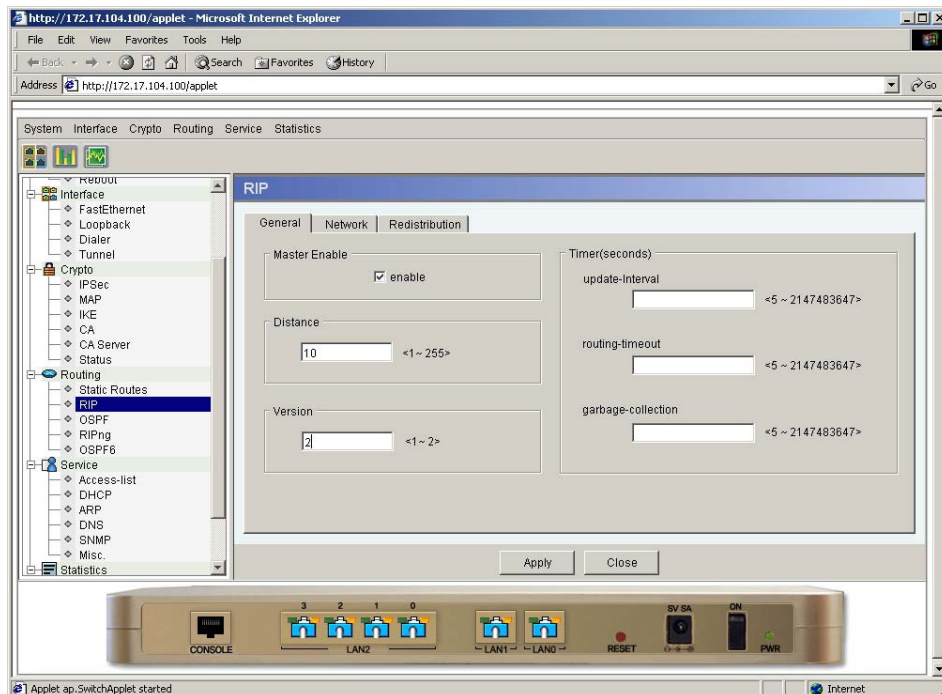 http://172.17.104.100/applet - Microsoft Internet Explorer
File Edit View Favorites Tools Help
Back Search Favorites History
Address http://172.17.104.100/applet Go
System Interface Crypto Routing Service Statistics
Reboot
Interface
FastEthernet
Loopback
Dialer
Tunnel
Crypto
IPSec
MAP
IKE
CA
CA Server
Status
Routing
Static Routes
RIP
OSPF
RIPng
OSPF6
Service
Access-list
DHCP
ARP
DNS
SNMP
Misc.
Statistics
RIP
General Network Redistribution
Master Enable
enable
Distance
10 <1~ 255>
Version
2 <1~ 2>
Timer(seconds)
update-Interval
<5 ~ 2147483647>
routing-timeout
<5 ~ 2147483647>
garbage-collection
<5 ~ 2147483647>
Apply Close
CONSOLE
3 2 1 0
LAN2
LAN1 LAN0
RESET
5V 5A
ON
PWR
Applet ap.SwitchApplet started Internet